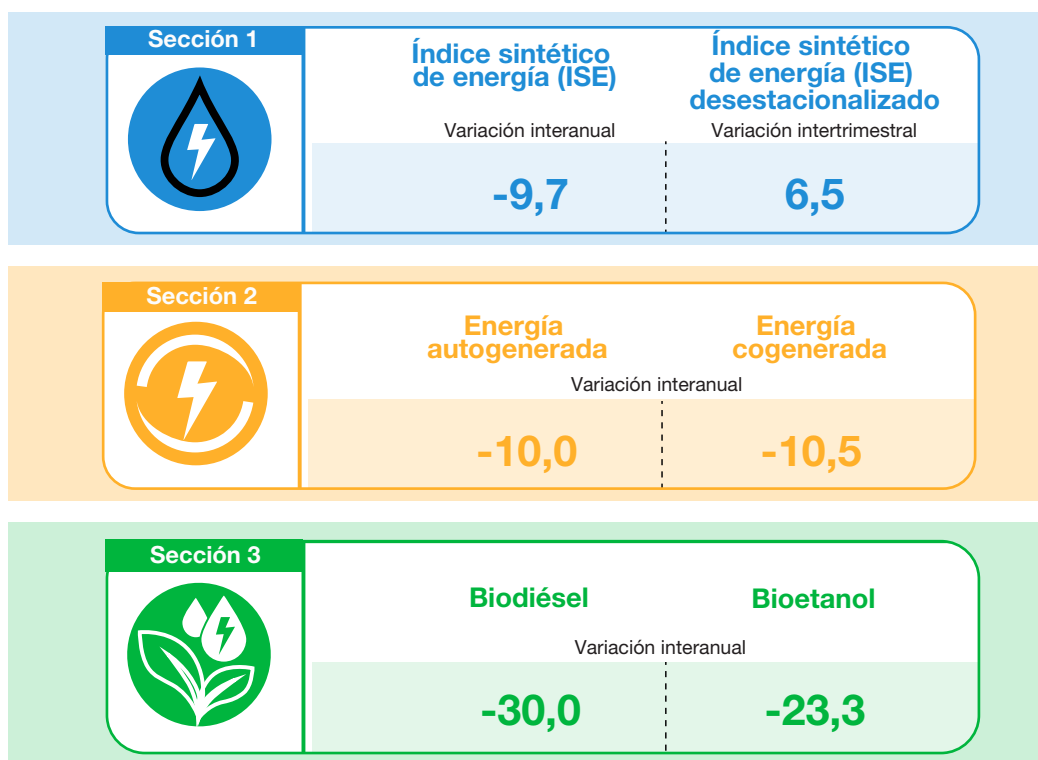 Sección 1
Índice sintético
de energía (ISE)
Variación interanual
-9,7
Índice sintético
de energía (ISE)
desestacionalizado
Variación intertrimestral
6,5
Sección 2
Energía
autogenerada
Energía
cogenerada
Variación interanual
-10,0
-10,5
Sección 3
Biodiésel
Bioetanol
Variación interanual
-30,0
-23,3